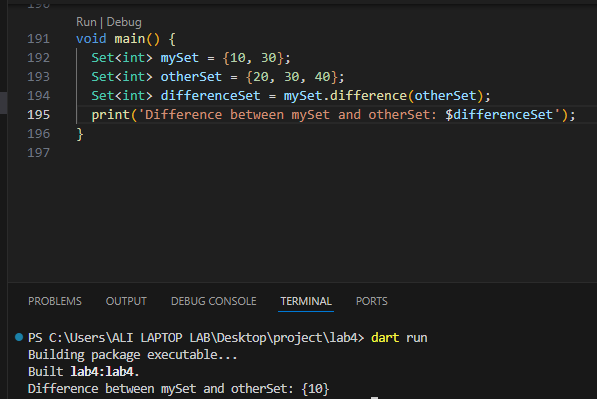 190
Run | Debug
191 void main() {
192 Set<int> mySet = {10, 30};
193 Set<int> otherSet = {20, 30, 40};
194 Set<int> differenceSet = mySet.difference(otherSet);
195 print('Difference between mySet and otherSet: $differenceSet');
196 }
197
PROBLEMS OUTPUT DEBUG CONSOLE TERMINAL PORTS
PS C:\Users\ALI LAPTOP LAB\Desktop\project\lab4> dart run
Building package executable...
Built lab4:lab4.
Difference between mySet and otherSet: {10}